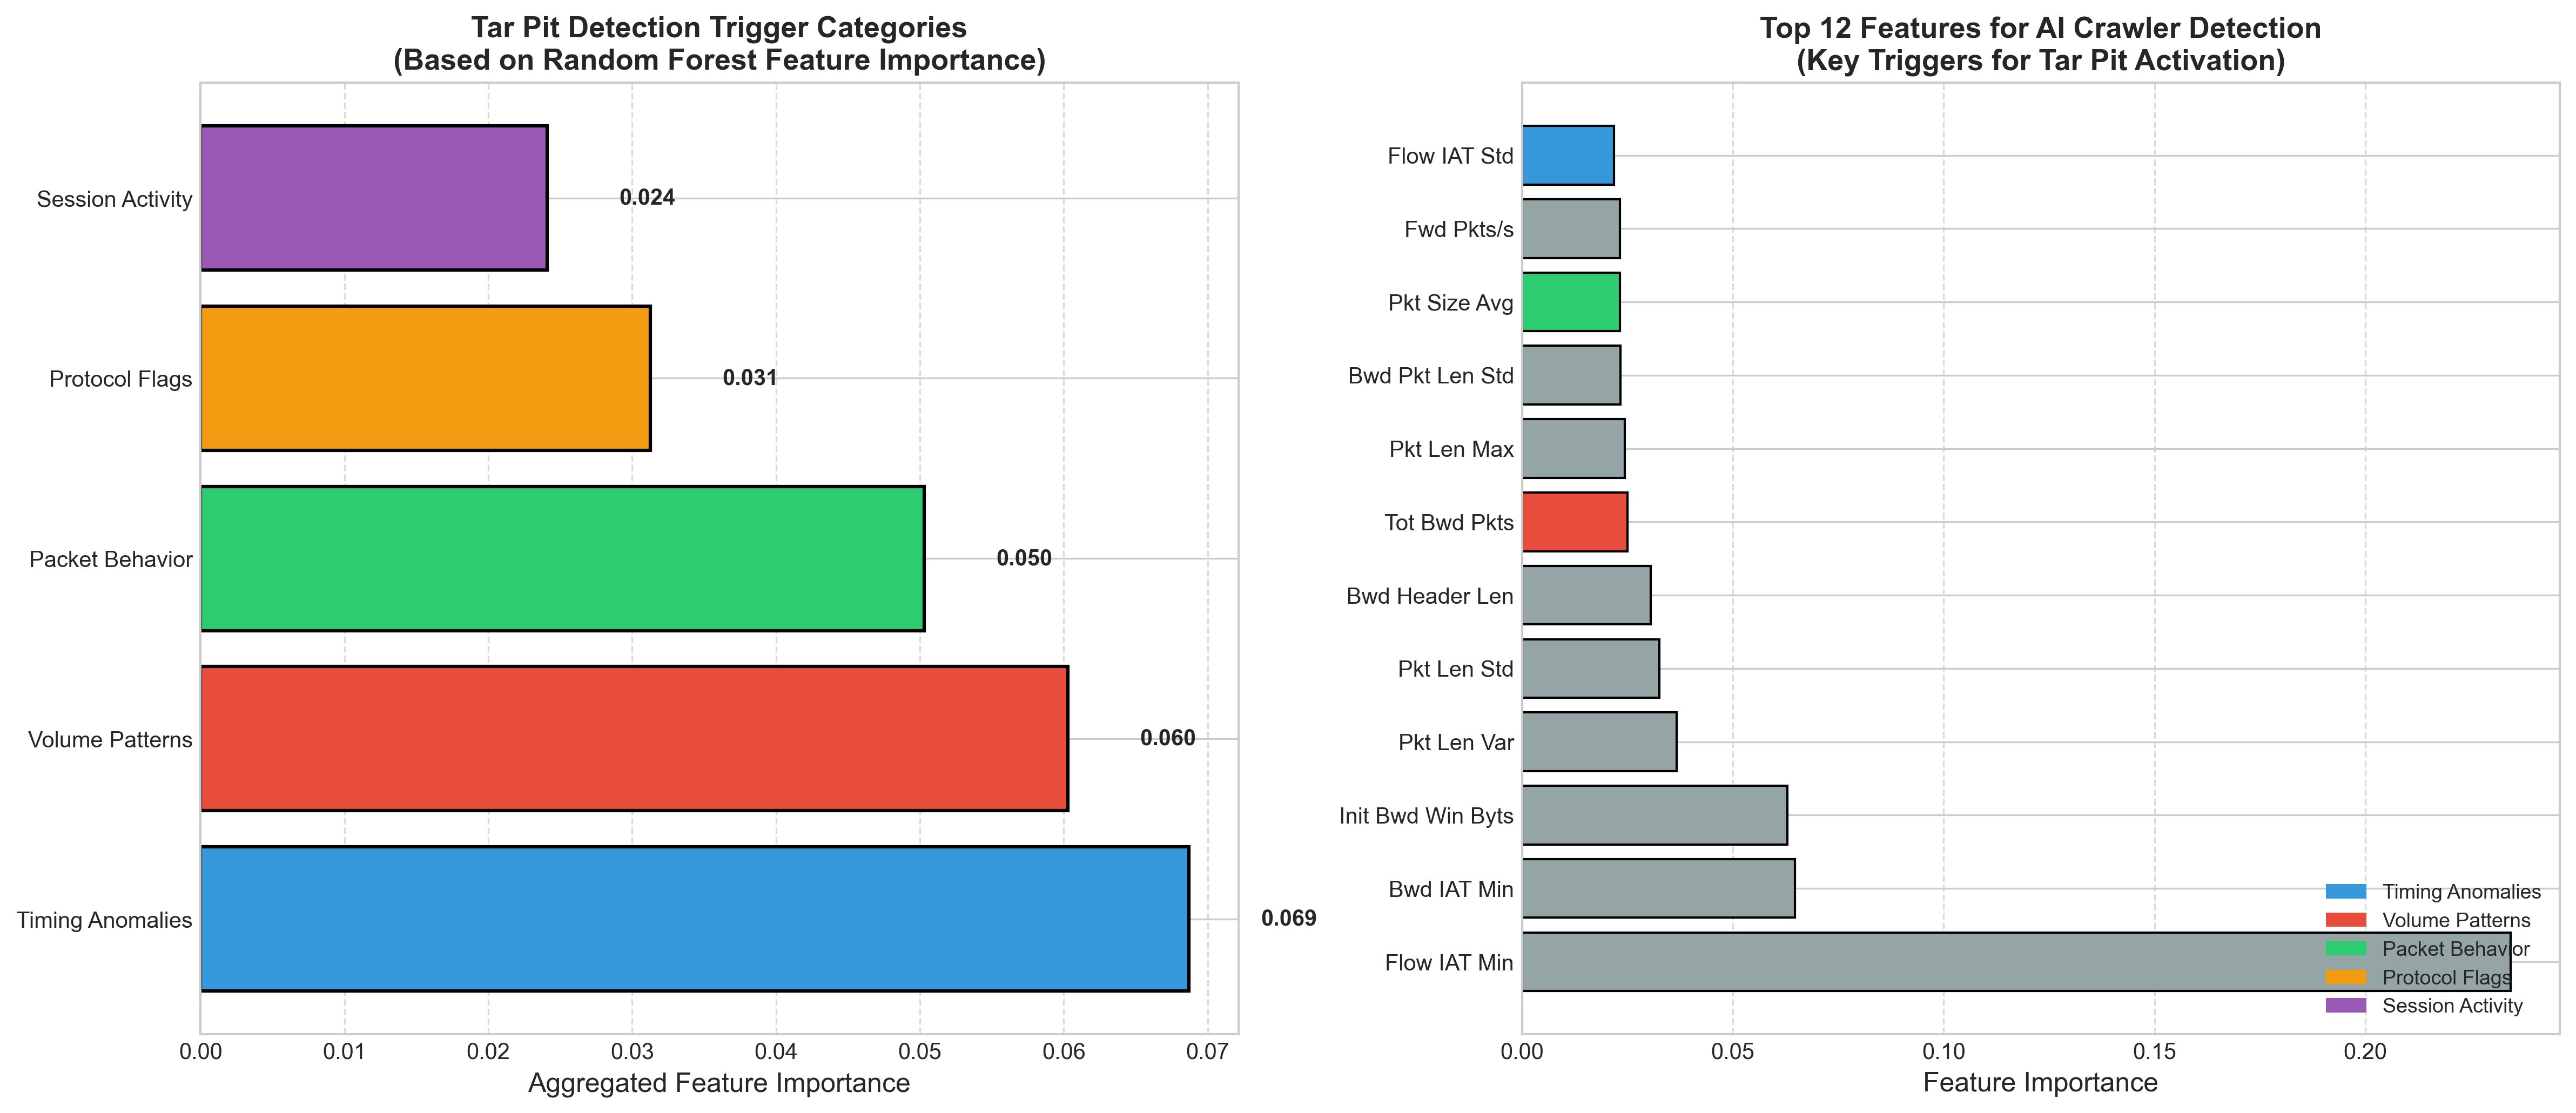 Tar Pit Detection Trigger Categories
(Based on Random Forest Feature Importance)
Session Activity
0.024
Protocol Flags
0.031
Packet Behavior
0.050
Volume Patterns
0.060
Timing Anomalies
0.069
0.00 0.01 0.02 0.03 0.04 0.05 0.06 0.07
Aggregated Feature Importance
Top 12 Features for AI Crawler Detection
(Key Triggers for Tar Pit Activation)
Flow IAT Std
Fwd Pkts/s
Pkt Size Avg
Bwd Pkt Len Std
Pkt Len Max
Tot Bwd Pkts
Bwd Header Len
Pkt Len Std
Pkt Len Var
Init Bwd Win Byts
Bwd IAT Min
Flow IAT Min
Timing Anomalies
Volume Patterns
Packet Behavior
Protocol Flags
Session Activity
0.00 0.05 0.10 0.15 0.20
Feature Importance